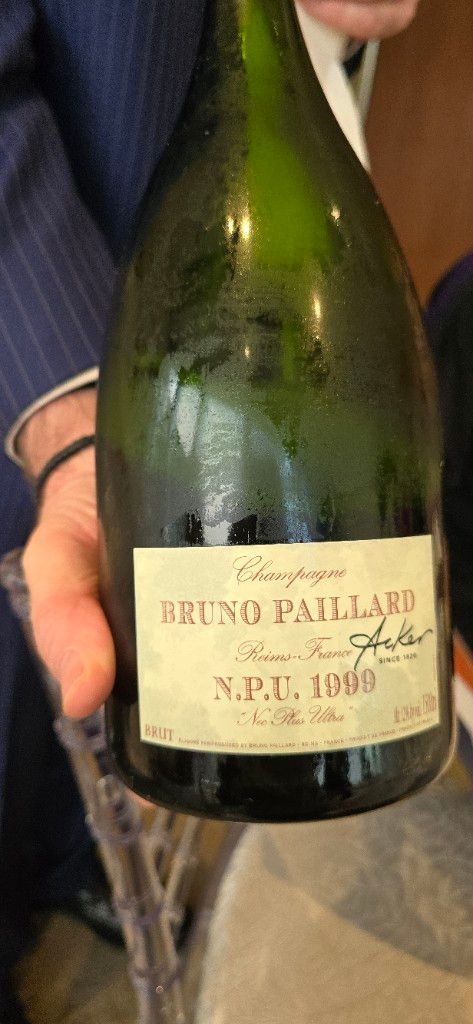 Champagne
BRUNO PAILLARD
Reims-France
Acker
SINCE 1820
N.P.U. 1999
"Nec Plus Ultra"
BRUT